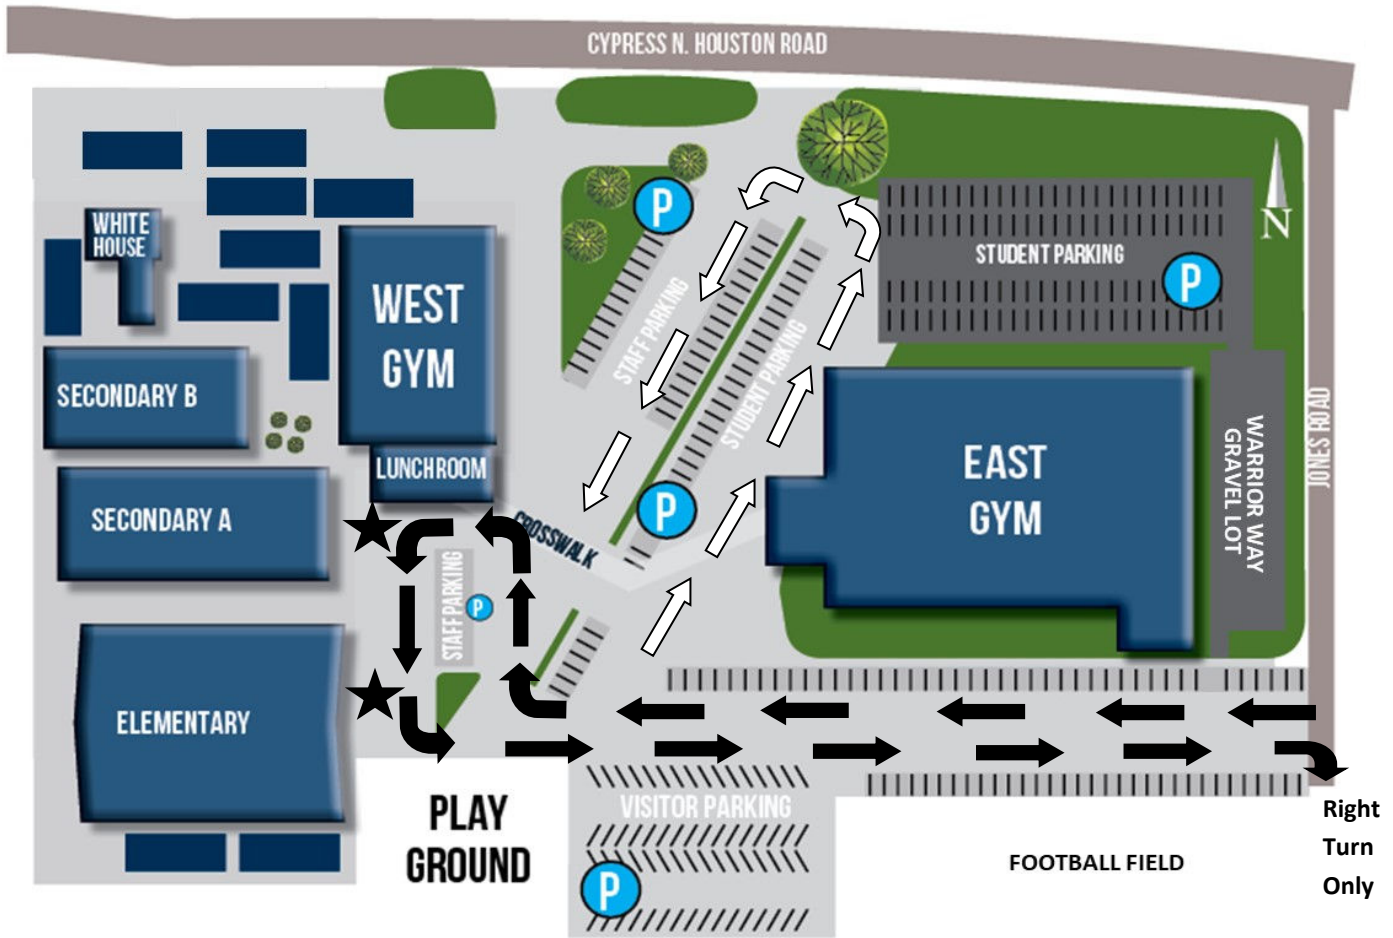 CYPRESS N. HOUSTON ROAD
P
WHITE
HOUSE
N
STUDENT PARKING
P
WEST
GYM
STAFF PARKING
STUDENT PARKING
SECONDARY B
JONES ROAD
WARRIOR WAY
GRAVEL LOT
LUNCHROOM
EAST
GYM
P
SECONDARY A
CROSSWALK
STAFF PARKING
P
ELEMENTARY
PLAY
GROUND
VISITOR PARKING
P
FOOTBALL FIELD
Right
Turn
Only